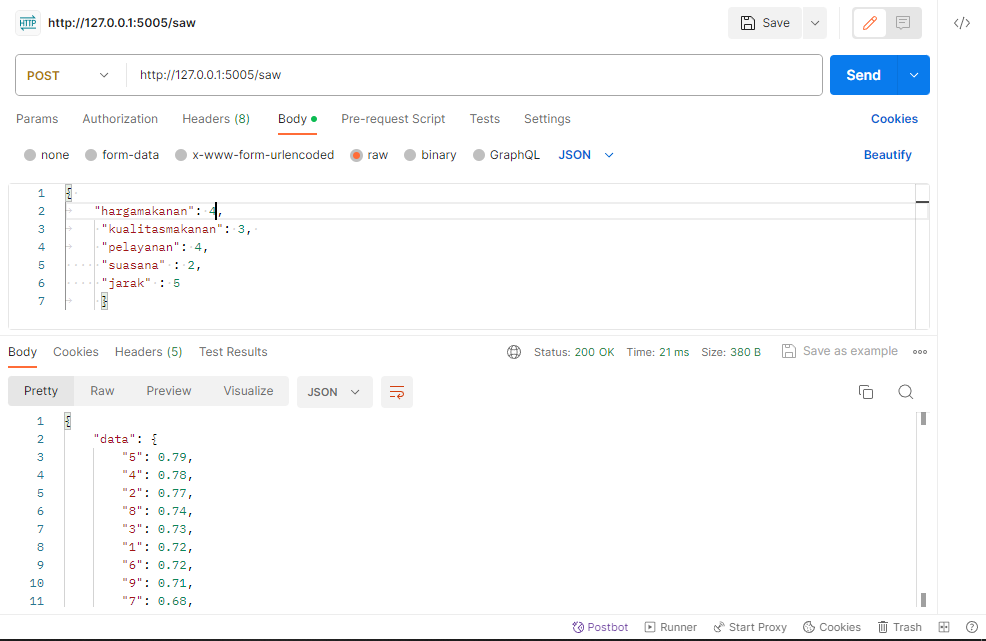 HTTP http://127.0.0.1:5005/saw Save
POST http://127.0.0.1:5005/saw Send
Params Authorization Headers (8) Body Pre-request Script Tests Settings Cookies
none form-data x-www-form-urlencoded raw binary GraphQL JSON Beautify
1 {
2 "hargamakanan": 4,
3 "kualitasmakanan": 3,
4 "pelayanan": 4,
5 "suasana" : 2,
6 "jarak" : 5
7 }
Body Cookies Headers (5) Test Results Status: 200 OK Time: 21 ms Size: 380 B Save as example
Pretty Raw Preview Visualize JSON
1 {
2 "data": {
3 "5": 0.79,
4 "4": 0.78,
5 "2": 0.77,
6 "8": 0.74,
7 "3": 0.73,
8 "1": 0.72,
9 "6": 0.72,
10 "9": 0.71,
11 "7": 0.68,
Postbot Runner Start Proxy Cookies Trash